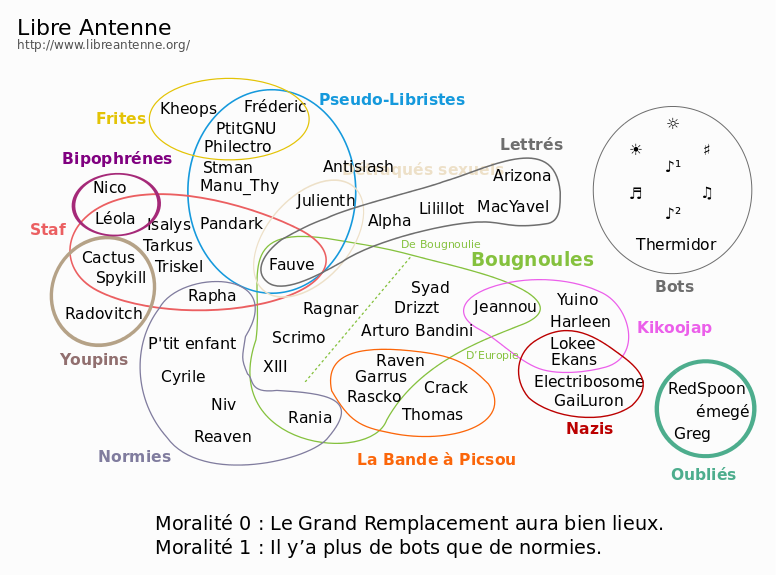 Libre Antenne
http://www.libreantenne.org/
Frites
Kheops
Fréderic
PtitGNU
Philectro
Pseudo-Libristes
Bipophrénes
Nico
Léola
Stman
Manu_Thy
Antislash
Lettrés
Arizona
Julienth
Lilillot
MacYavel
Alpha
☼
☀
♯
♪¹
♬
♫
♪²
Thermidor
Bots
Staf
Isalys
Pandark
Tarkus
Triskel
Cactus
Spykill
Fauve
De Bougnoulie
Bougnoules
Radovitch
Rapha
Youpins
Ragnar
Syad
Drizzt
Arturo Bandini
Jeannou
Yuino
Harleen
Kikoojap
P'tit enfant
Scrimo
XIII
D'Europie
Lokee
Ekans
Cyrile
Raven
Garrus
Rascko
Crack
Thomas
Electribosome
GaiLuron
Nazis
RedSpoon
émegé
Greg
Oubliés
Niv
Rania
Reaven
Normies
La Bande à Picsou
Moralité 0 : Le Grand Remplacement aura bien lieux.
Moralité 1 : Il y'a plus de bots que de normies.